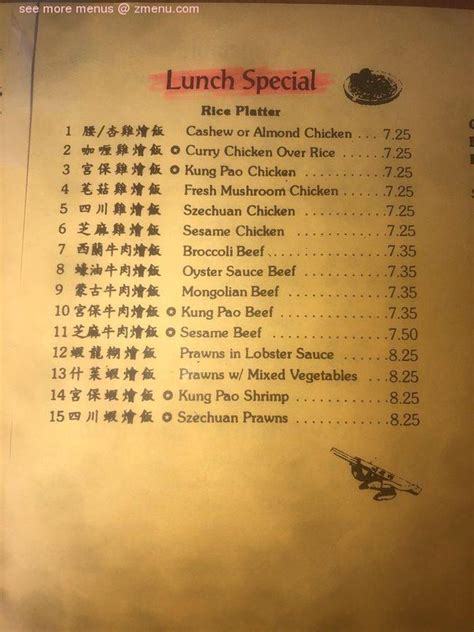 see more menus @ zmenu.com
Lunch Special
Rice Platter
1 腰/杏雞燴飯 Cashew or Almond Chicken . . . 7.25
2 咖喱雞燴飯 ✪ Curry Chicken Over Rice . . . . . 7.25
3 宮保雞燴飯 ✪ Kung Pao Chicken . . . . . . . . . . 7.25
4 毛菇雞燴飯 Fresh Mushroom Chicken . . . . . 7.25
5 四川雞燴飯 Szechuan Chicken . . . . . . . . . . 7.25
6 芝麻雞燴飯 Sesame Chicken . . . . . . . . . . . 7.25
7 西蘭牛肉燴飯 Broccoli Beef . . . . . . . . . . . . . . 7.35
8 蠔油牛肉燴飯 Oyster Sauce Beef . . . . . . . . . . 7.35
9 蒙古牛肉燴飯 Mongolian Beef . . . . . . . . . . . . 7.35
10 宮保牛肉燴飯 ✪ Kung Pao Beef . . . . . . . . . . . . . 7.35
11 芝麻牛肉燴飯 ✪ Sesame Beef . . . . . . . . . . . . . . 7.50
12 蝦龍糊燴飯 Prawns in Lobster Sauce . . . . . . 8.25
13 什菜蝦燴飯 Prawns w/ Mixed Vegetables . . . 8.25
14 宮保蝦燴飯 ✪ Kung Pao Shrimp . . . . . . . . . . . 8.25
15 四川蝦燴飯 ✪ Szechuan Prawns . . . . . . . . . . . 8.25